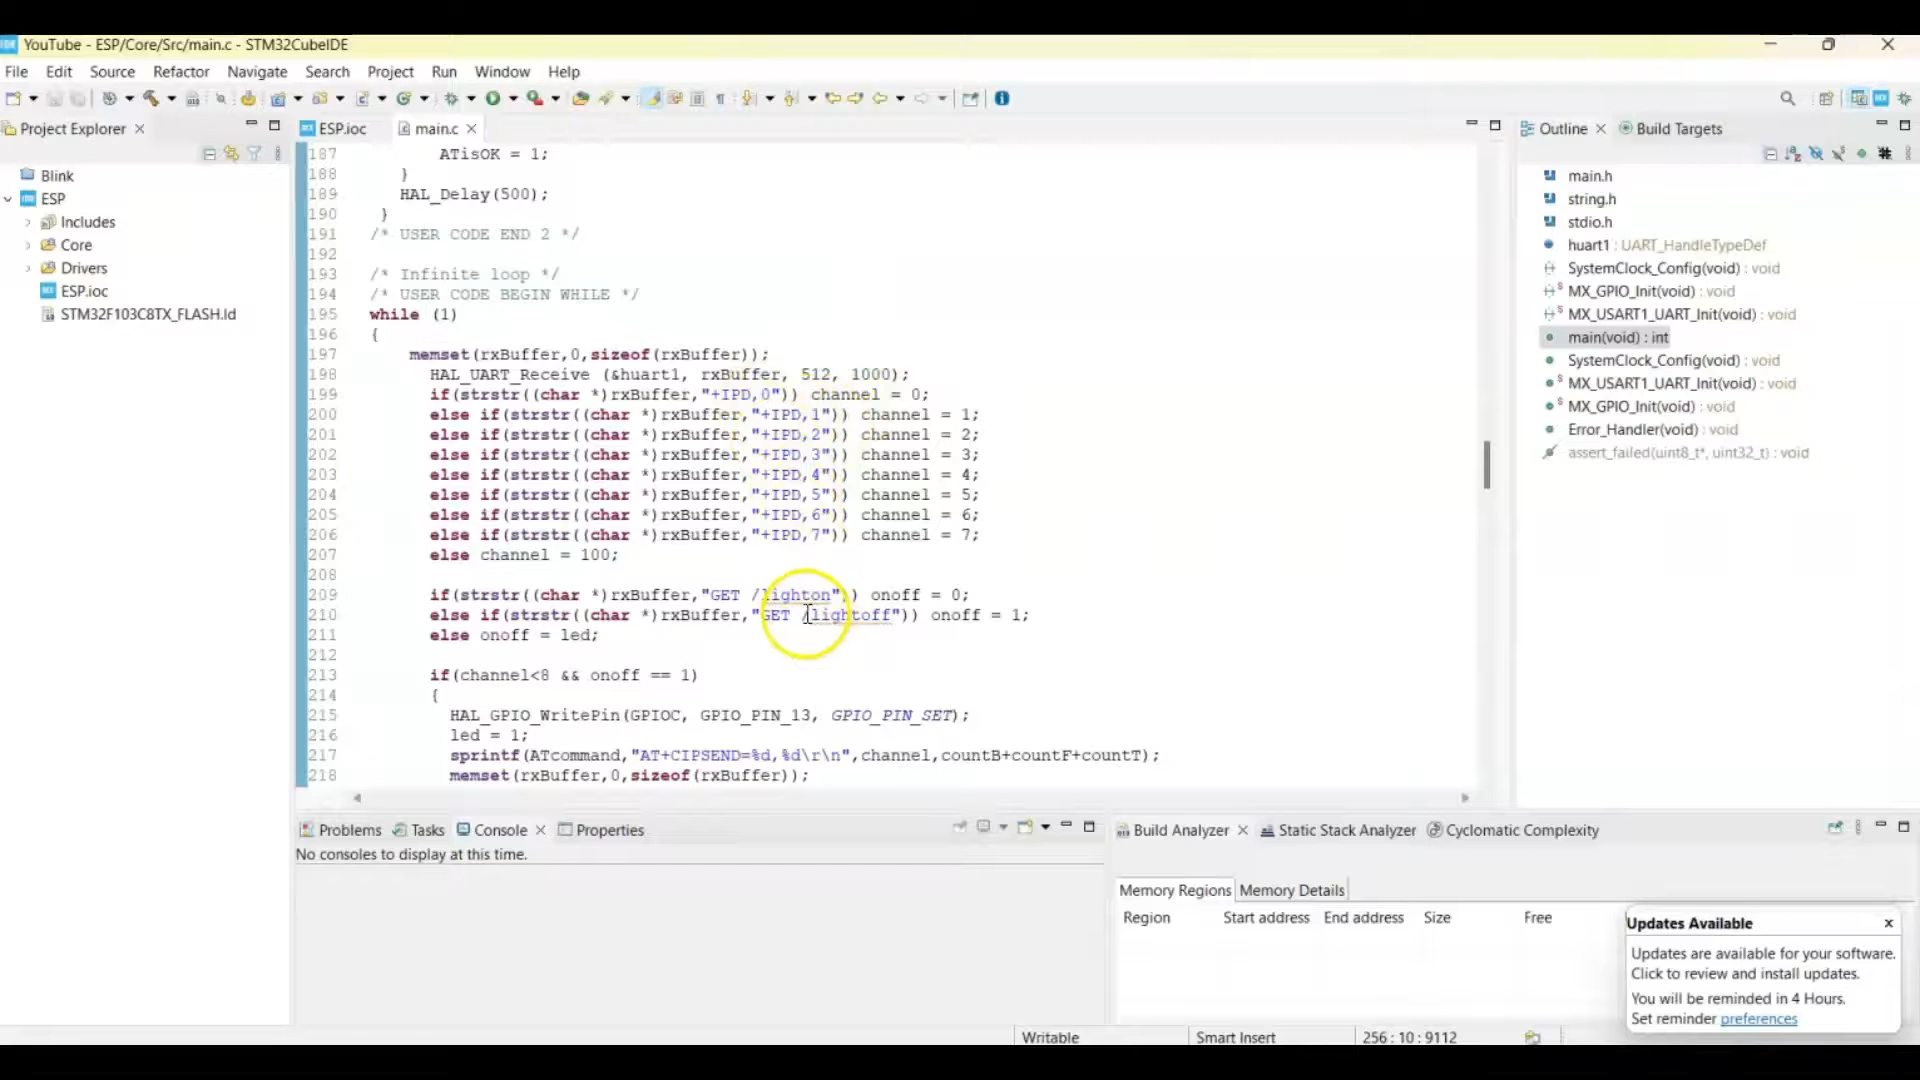 YouTube - ESP/Core/Src/main.c - STM32CubeIDE
File Edit Source Refactor Navigate Search Project Run Window Help
Project Explorer
Blink
ESP
Includes
Core
Drivers
ESP.ioc
STM32F103C8TX_FLASH.ld
ESP.ioc main.c
187 ATisOK = 1;
188 }
189 HAL_Delay(500);
190 }
191 /* USER CODE END 2 */
192
193 /* Infinite loop */
194 /* USER CODE BEGIN WHILE */
195 while (1)
196 {
197 memset(rxBuffer,0,sizeof(rxBuffer));
198 HAL_UART_Receive (&huart1, rxBuffer, 512, 1000);
199 if(strstr((char *)rxBuffer,"+IPD,0")) channel = 0;
200 else if(strstr((char *)rxBuffer,"+IPD,1")) channel = 1;
201 else if(strstr((char *)rxBuffer,"+IPD,2")) channel = 2;
202 else if(strstr((char *)rxBuffer,"+IPD,3")) channel = 3;
203 else if(strstr((char *)rxBuffer,"+IPD,4")) channel = 4;
204 else if(strstr((char *)rxBuffer,"+IPD,5")) channel = 5;
205 else if(strstr((char *)rxBuffer,"+IPD,6")) channel = 6;
206 else if(strstr((char *)rxBuffer,"+IPD,7")) channel = 7;
207 else channel = 100;
208
209 if(strstr((char *)rxBuffer,"GET /lighton")) onoff = 0;
210 else if(strstr((char *)rxBuffer,"GET /lightoff")) onoff = 1;
211 else onoff = led;
212
213 if(channel<8 && onoff == 1)
214 {
215 HAL_GPIO_WritePin(GPIOC, GPIO_PIN_13, GPIO_PIN_SET);
216 led = 1;
217 sprintf(ATcommand,"AT+CIPSEND=%d,%d\r\n",channel,countB+countF+countT);
218 memset(rxBuffer,0,sizeof(rxBuffer));
Outline Build Targets
main.h
string.h
stdio.h
huart1 : UART_HandleTypeDef
SystemClock_Config(void) : void
MX_GPIO_Init(void) : void
MX_USART1_UART_Init(void) : void
main(void) : int
SystemClock_Config(void) : void
MX_USART1_UART_Init(void) : void
MX_GPIO_Init(void) : void
Error_Handler(void) : void
assert_failed(uint8_t*, uint32_t) : void
Problems Tasks Console Properties
No consoles to display at this time.
Build Analyzer Static Stack Analyzer Cyclomatic Complexity
Memory Regions Memory Details
Region Start address End address Size Free
Updates Available
Updates are available for your software.
Click to review and install updates.
You will be reminded in 4 Hours.
Set reminder preferences
Writable Smart Insert 256 : 10 : 9112